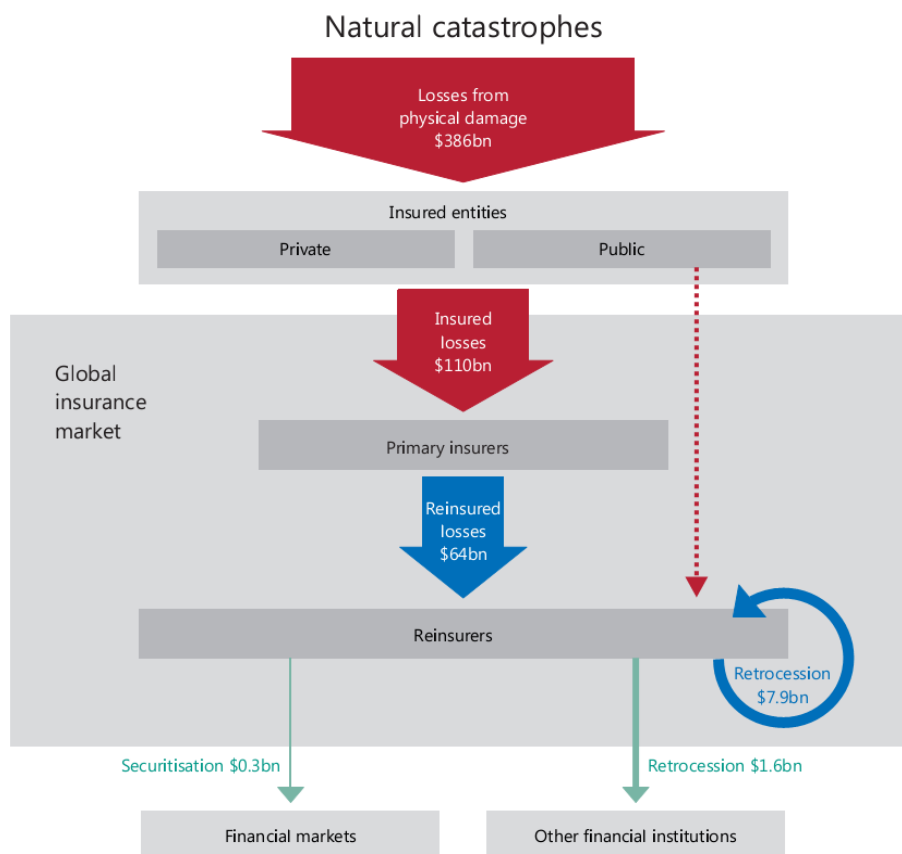 Natural catastrophes
Losses from
physical damage
$386bn
Insured entities
Private
Public
Insured
losses
$110bn
Global
insurance
market
Primary insurers
Reinsured
losses
$64bn
Reinsurers
Retrocession
$7.9bn
Securitisation $0.3bn
Retrocession $1.6bn
Financial markets
Other financial institutions